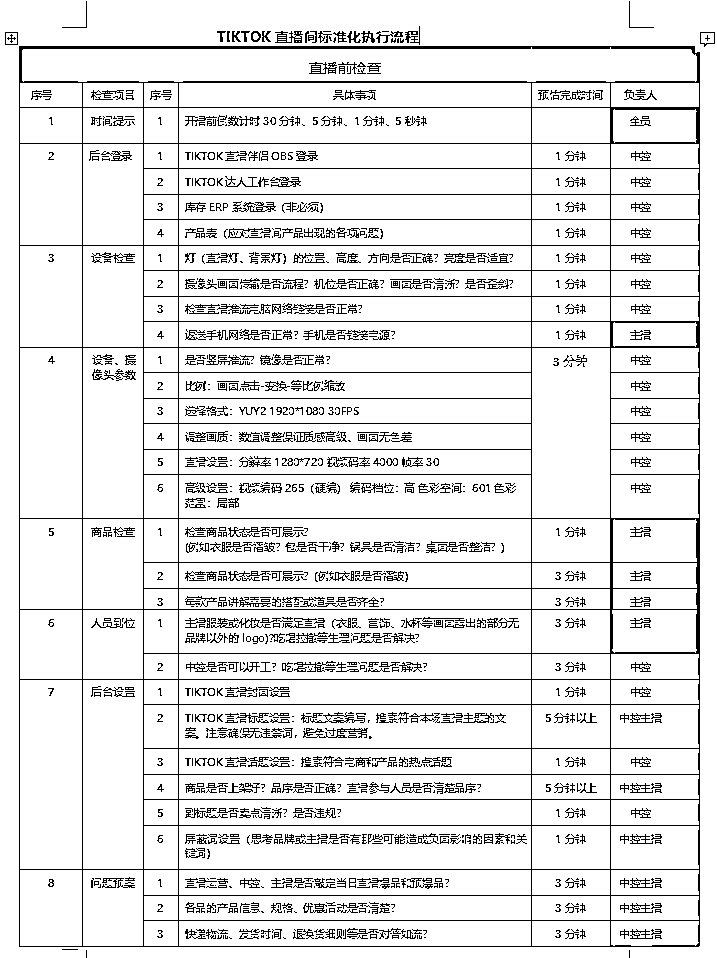 TIKTOK 直播间标准化执行流程
直播前检查
序号 检查项目 序号 具体事项 预估完成时间 负责人
1 时间提示 1 开播前倒数计时 30 分钟、5 分钟、1 分钟、5 秒钟 全员
2 后台登录 1 TIKTOK 直播伴侣 OBS 登录 1 分钟 中控
2 TIKTOK 达人工作台登录 1 分钟 中控
3 库存 ERP 系统登录（非必须） 1 分钟 中控
4 产品表（应对直播间产品出现的各项问题） 1 分钟 中控
3 设备检查 1 灯（直播灯、背景灯）的位置、高度、方向是否正确？亮度是否适宜？ 1 分钟 中控
2 摄像头画面传输是否流程？机位是否正确？画面是否清晰？是否歪斜？ 1 分钟 中控
3 检查直播推流电脑网络链接是否正常？ 1 分钟 中控
4 返送手机网络是否正常？手机是否链接电源？ 1 分钟 主播
4 设备、摄像头参数 1 是否竖屏推流？镜像是否正常？ 3 分钟 中控
2 比例：画面点击-变换-等比例缩放 中控
3 选择格式：YUY2 1920*1080 30FPS 中控
4 调整画质：数值调整保证质感高级、画面无色差 中控
5 直播设置：分辨率 1280*720 视频码率 4000 帧率 30 中控
6 高级设置：视频编码 265（硬编） 编码档位：高 色彩空间：601 色彩 中控
范围：局部
5 商品检查 1 检查商品状态是否可展示？ 1 分钟 主播
(例如衣服是否褶皱？包是否干净？锅具是否清洁？桌面是否整洁？)
2 检查商品状态是否可展示？(例如衣服是否褶皱) 3 分钟 主播
3 每款产品讲解需要的搭配或道具是否齐全？ 3 分钟 主播
6 人员到位 1 主播服装或化妆是否满足直播（衣服、首饰、水杯等画面露出的部分无 3 分钟 主播
品牌以外的 logo)?吃喝拉撒等生理问题是否解决？
2 中控是否可以开工？吃喝拉撒等生理问题是否解决？ 3 分钟 中控
7 后台设置 1 TIKTOK 直播封面设置 1 分钟 中控
2 TIKTOK 直播标题设置：标题文案编写，搜索符合本场直播主题的文 5 分钟以上 中控主播
案。注意确保无违禁词，避免过度营销。
3 TIKTOK 直播话题设置：搜索符合电商和产品的热点话题 1 分钟 中控
4 商品是否上架好？品序是否正确？直播参与人员是否清楚品序？ 5 分钟以上 中控主播
5 副标题是否卖点清晰？是否违规？ 1 分钟 中控
6 屏蔽词设置（思考品牌或主播是否有那些可能造成负面影响的因素和关 1 分钟 中控主播
键词）
8 问题预案 1 直播运营、中控、主播是否敲定当日直播爆品和预爆品？ 3 分钟 中控主播
2 各品的产品信息、规格、优惠活动是否清楚？ 3 分钟 中控主播
3 快递物流、发货时间、退换货细则等是否对答如流？ 3 分钟 中控主播